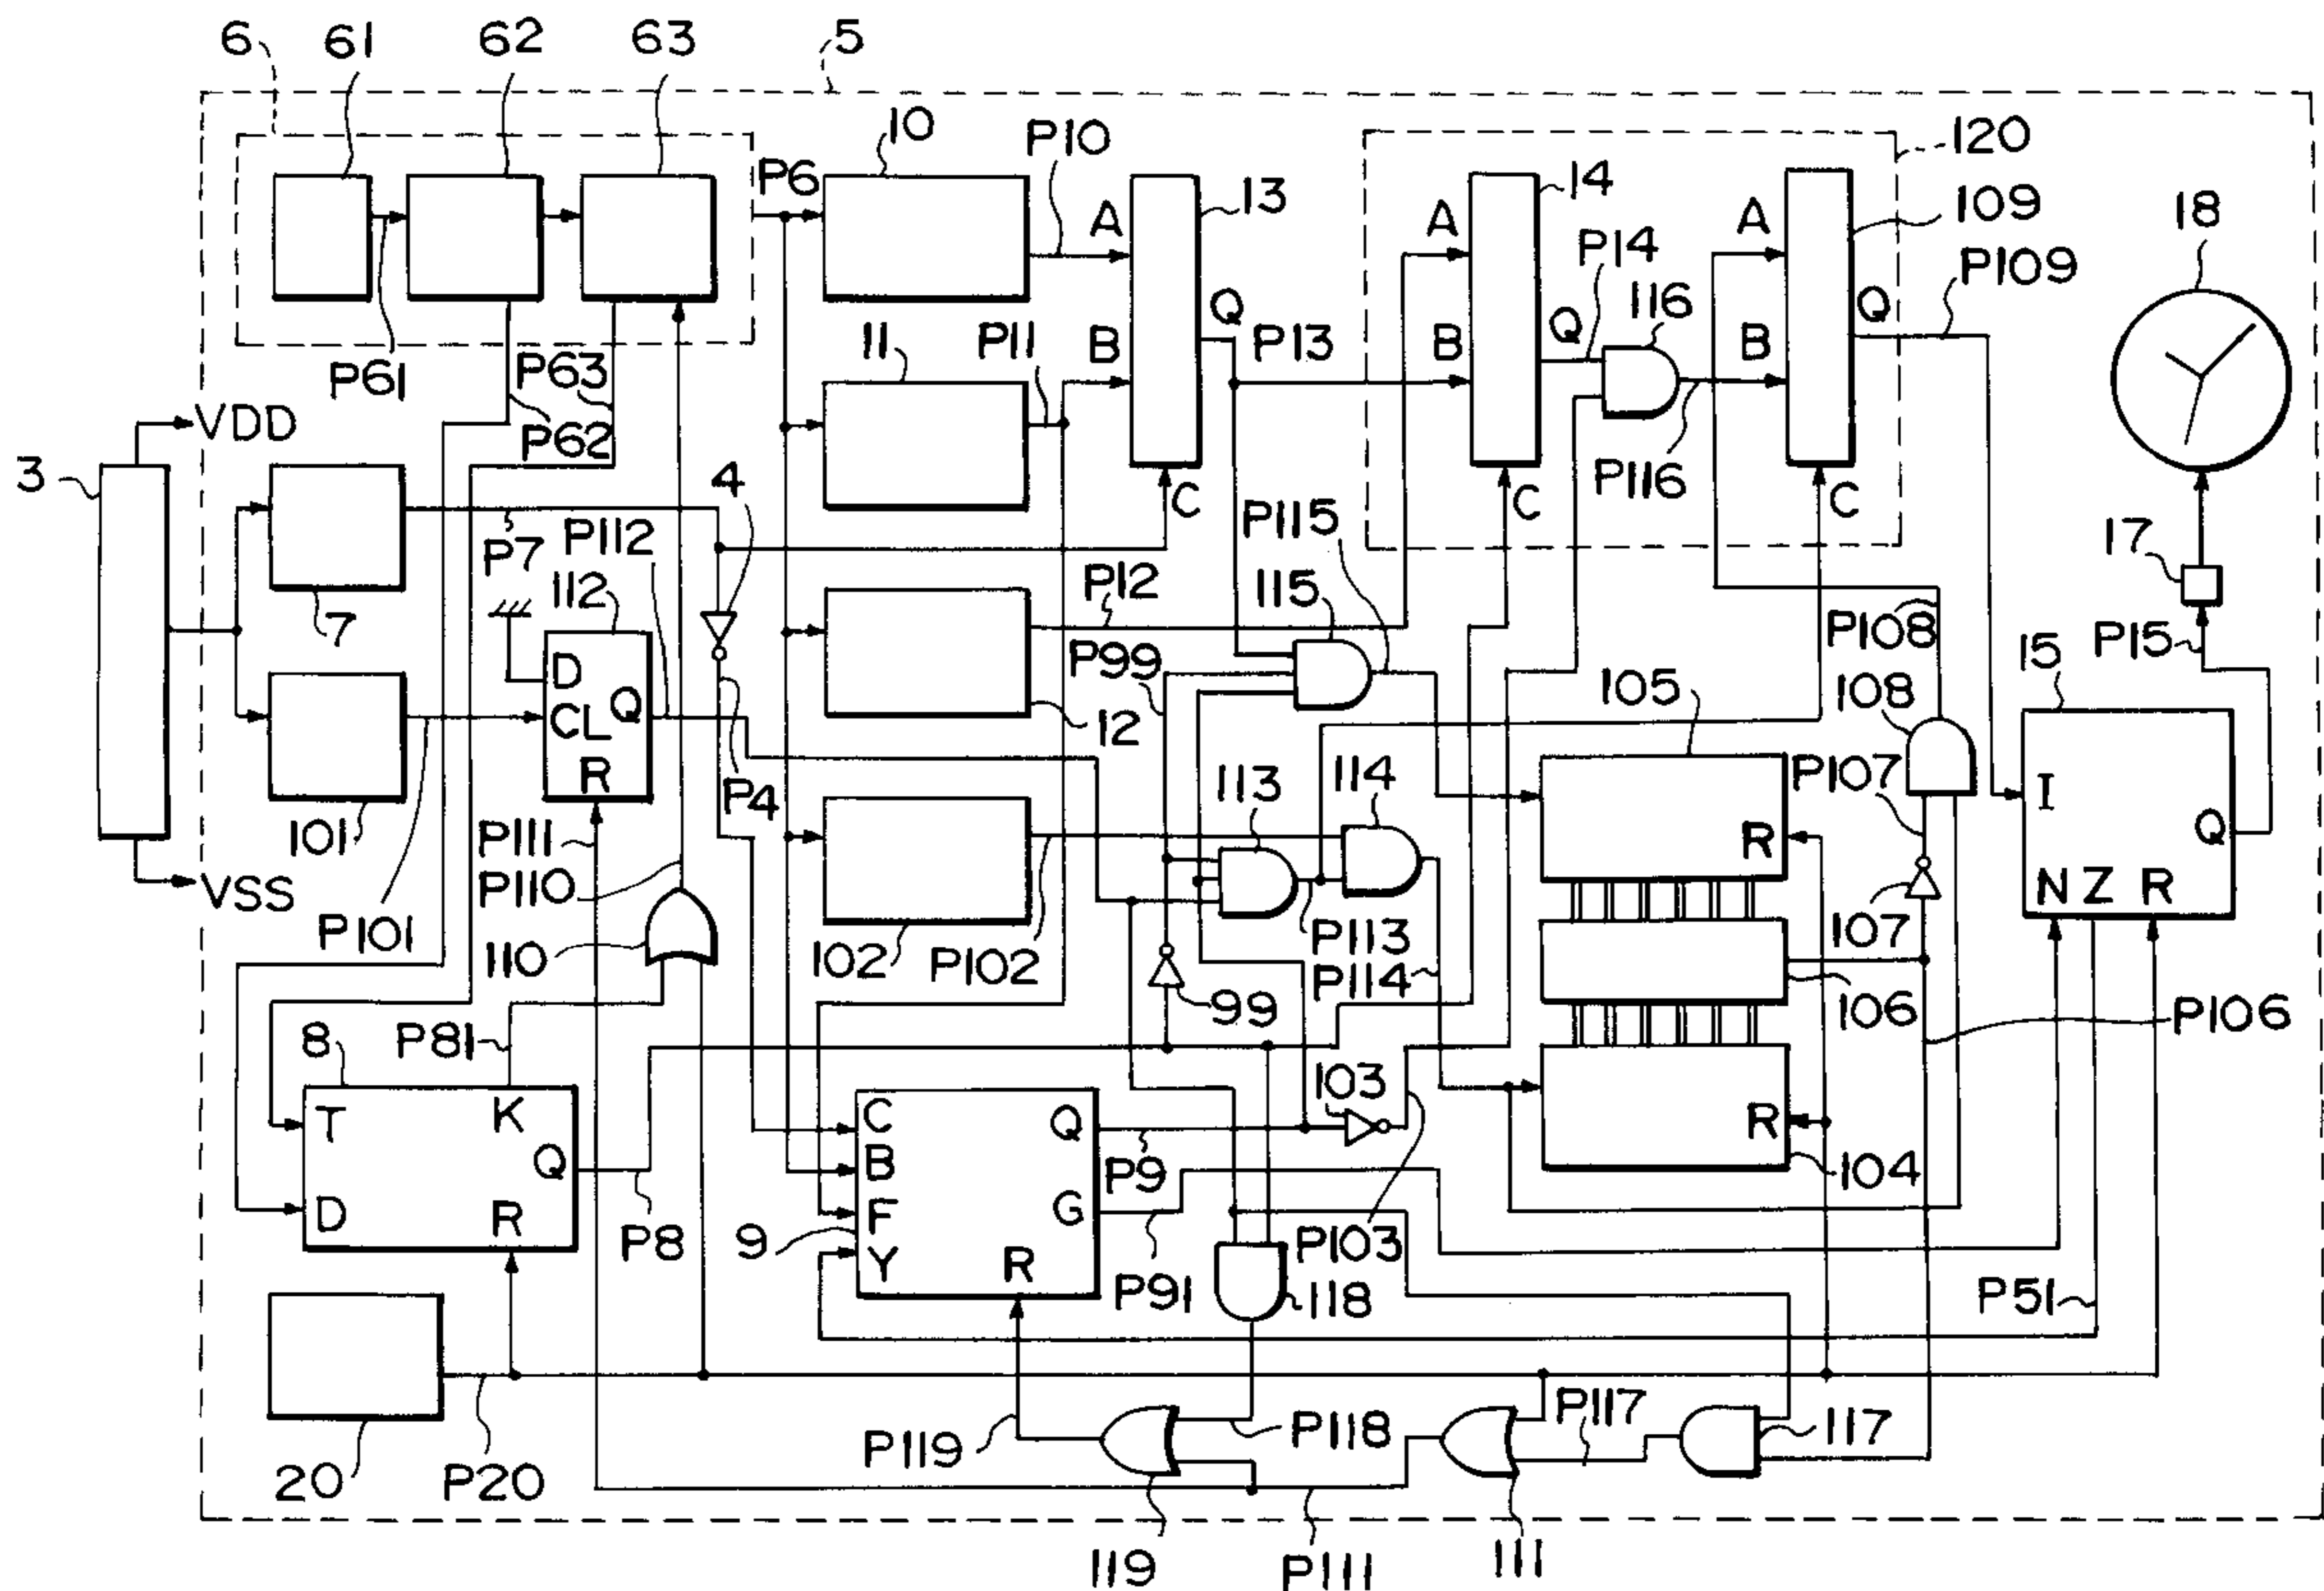 6 61 62 63 5
10 P10 120
P6 13 14 109 18
A A A
P14 P109
Q 116 Q
11 P11 B P13 B Q B
P61 P63
P62
VDD
3 4 C P115 C P116 C
P7 P112 17
7 112 P12 115 P108 P15
D P99 105 108 15
CL Q
12
R P4 113 114 P107 I
101 P111 R Q
VSS P110 N Z R
P101 110 102 P102 P113 107
P114
99 106 P106
8 P81 103
T K C Q
Q B P9 R
104
D R F G
P8 9 Y P103
R P91 118 P51
P119 P118 P117 117
20 P20
119 P111 111